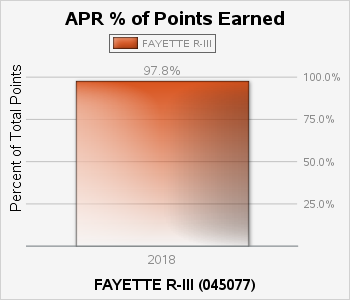 APR % of Points Earned
FAYETTE R-III
97.8%
100.0%
75.0%
50.0%
25.0%
Percent of Total Points
2018
FAYETTE R-III (045077)